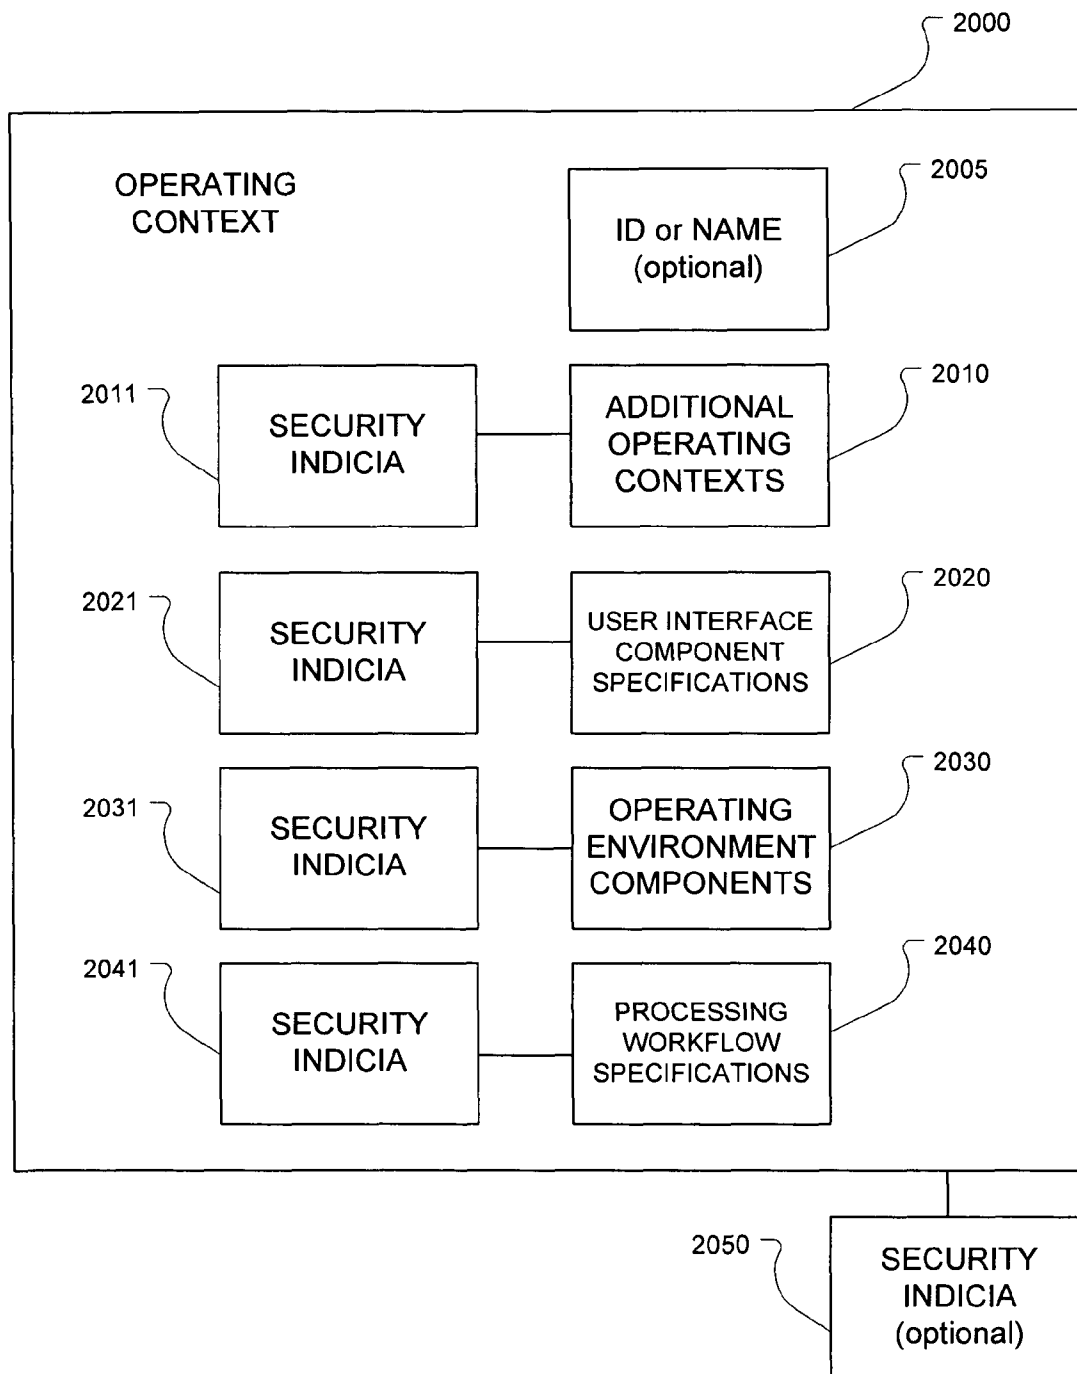 2000
OPERATING
CONTEXT
ID or NAME
(optional)
2005
2011
SECURITY
INDICIA
ADDITIONAL
OPERATING
CONTEXTS
2010
2021
SECURITY
INDICIA
USER INTERFACE
COMPONENT
SPECIFICATIONS
2020
2031
SECURITY
INDICIA
OPERATING
ENVIRONMENT
COMPONENTS
2030
2041
SECURITY
INDICIA
PROCESSING
WORKFLOW
SPECIFICATIONS
2040
2050
SECURITY
INDICIA
(optional)